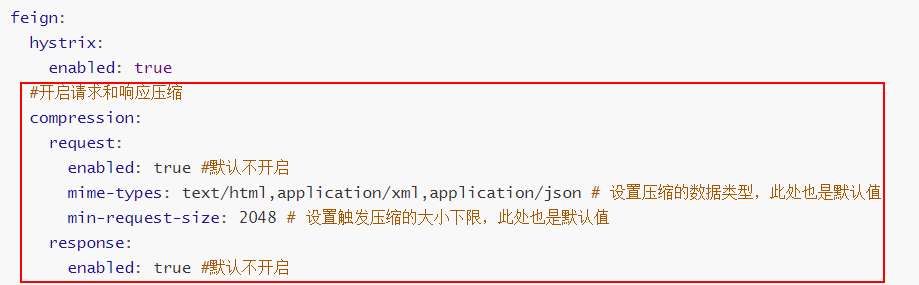 feign:
  hystrix:
    enabled: true
  #开启请求和响应压缩
  compression:
    request:
      enabled: true #默认不开启
      mime-types: text/html,application/xml,application/json # 设置压缩的数据类型，此处也是默认值
      min-request-size: 2048 # 设置触发压缩的大小下限，此处也是默认值
    response:
      enabled: true #默认不开启